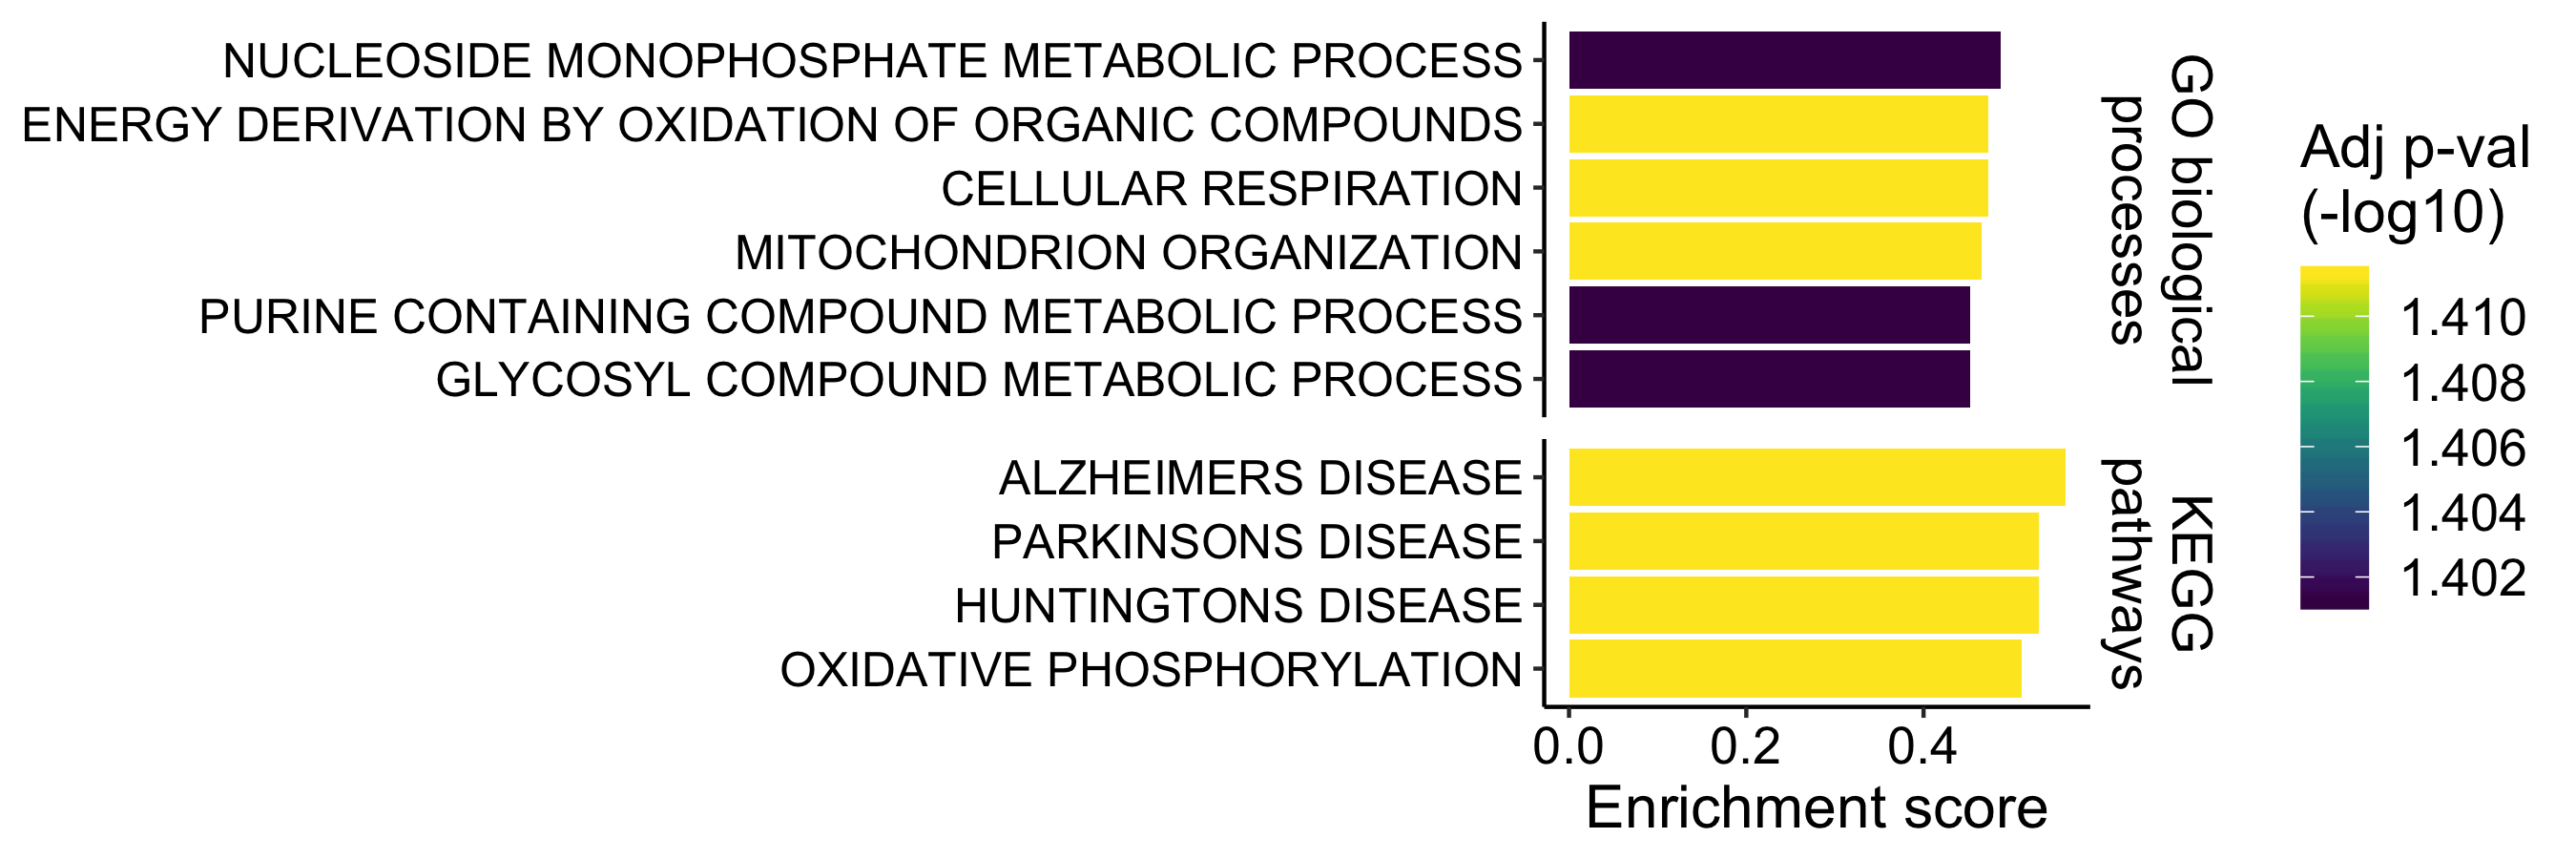 NUCLEOSIDE MONOPHOSPHATE METABOLIC PROCESS
ENERGY DERIVATION BY OXIDATION OF ORGANIC COMPOUNDS
CELLULAR RESPIRATION
MITOCHONDRION ORGANIZATION
PURINE CONTAINING COMPOUND METABOLIC PROCESS
GLYCOSYL COMPOUND METABOLIC PROCESS
GO biological
processes
ALZHEIMERS DISEASE
PARKINSONS DISEASE
HUNTINGTONS DISEASE
OXIDATIVE PHOSPHORYLATION
KEGG
pathways
0.0 0.2 0.4
Enrichment score
Adj p-val
(-log10)
1.410
1.408
1.406
1.404
1.402